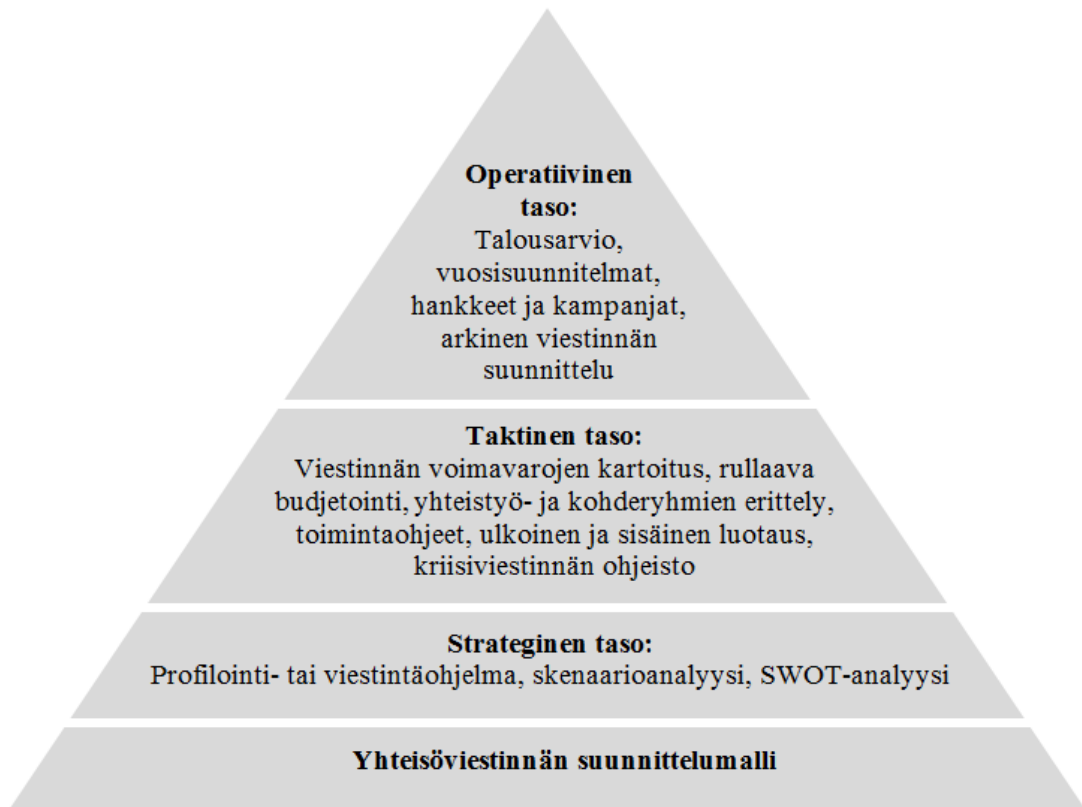 Operatiivinen
taso:
Talousarvio,
vuosisuunnitelmat,
hankkeet ja kampanjat,
arkinen viestinnän
suunnittelu
Taktinen taso:
Viestinnän voimavarojen kartoitus, rullaava
budjetointi, yhteistyö- ja kohderyhmien erittely,
toimintaohjeet, ulkoinen ja sisäinen luotaus,
kriisiviestinnän ohjeisto
Strateginen taso:
Profilointi- tai viestintäohjelma, skenaarioanalyysi, SWOT-analyysi
Yhteisöviestinnän suunnittelumalli